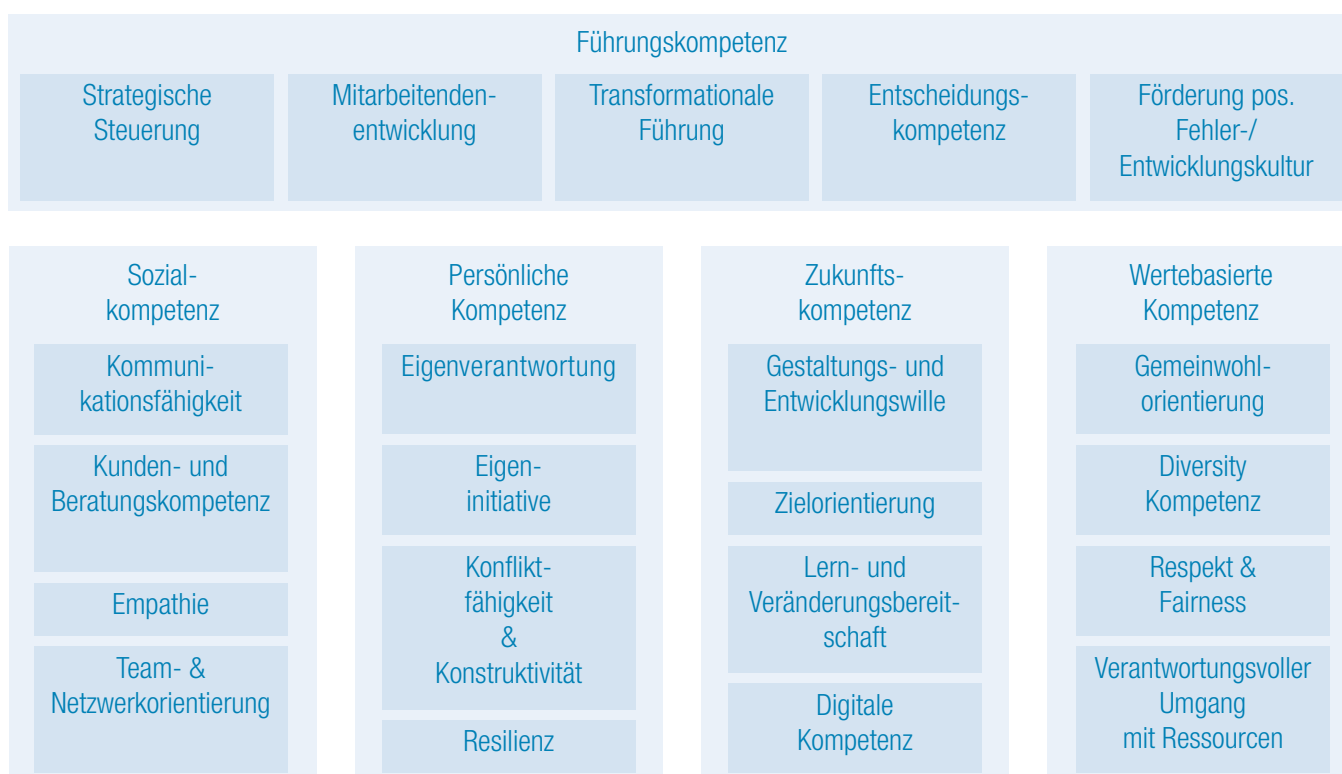 Führungskompetenz
Strategische
Steuerung
Mitarbeitenden-
entwicklung
Transformationale
Führung
Entscheidungs-
kompetenz
Förderung pos.
Fehler-/
Entwicklungskultur
Sozial-
kompetenz
Kommuni-
kationsfähigkeit
Kunden- und
Beratungskompetenz
Empathie
Team- &
Netzwerkorientierung
Persönliche
Kompetenz
Eigenverantwortung
Eigen-
initiative
Konflikt-
fähigkeit
&
Konstruktivität
Resilienz
Zukunfts-
kompetenz
Gestaltungs- und
Entwicklungswille
Zielorientierung
Lern- und
Veränderungsbereit-
schaft
Digitale
Kompetenz
Wertebasierte
Kompetenz
Gemeinwohl-
orientierung
Diversity
Kompetenz
Respekt &
Fairness
Verantwortungsvoller
Umgang
mit Ressourcen